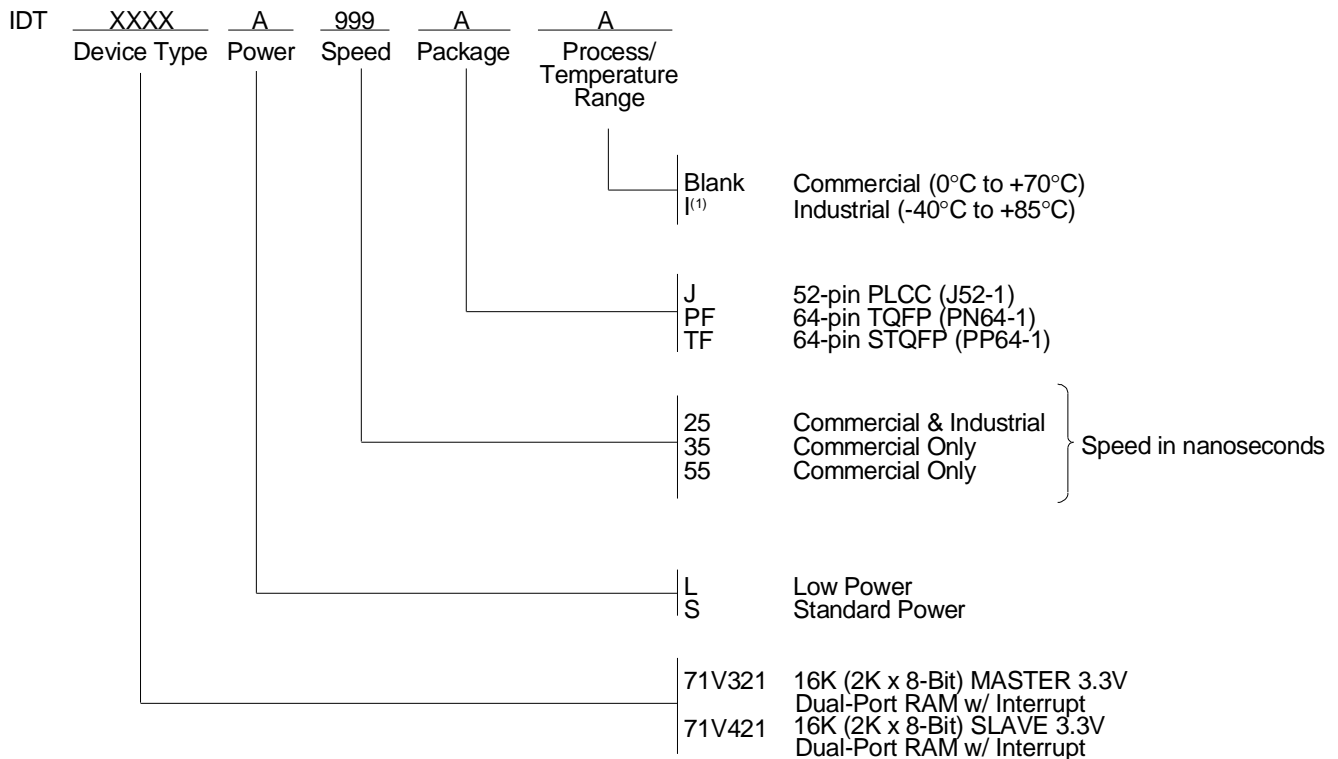 IDT XXXX A 999 A A
Device Type Power Speed Package Process/
Temperature
Range
Blank Commercial (0°C to +70°C)
I(1) Industrial (-40°C to +85°C)
J 52-pin PLCC (J52-1)
PF 64-pin TQFP (PN64-1)
TF 64-pin STQFP (PP64-1)
25 Commercial & Industrial
35 Commercial Only Speed in nanoseconds
55 Commercial Only
L Low Power
S Standard Power
71V321 16K (2K x 8-Bit) MASTER 3.3V
Dual-Port RAM w/ Interrupt
71V421 16K (2K x 8-Bit) SLAVE 3.3V
Dual-Port RAM w/ Interrupt